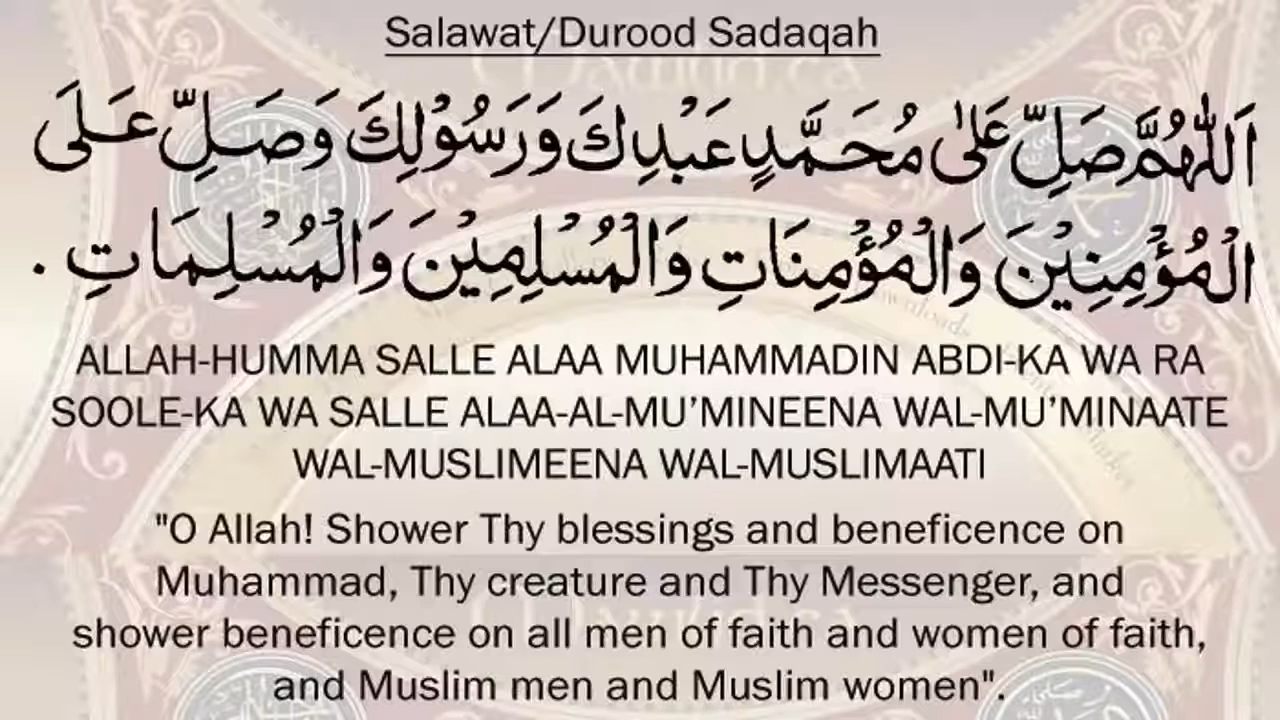 Salawat/Durood Sadaqah
اَللّٰهُمَّ صَلِّ عَلٰى مُحَمَّدٍ عَبْدِكَ وَرَسُوْلِكَ وَصَلِّ عَلَى
الْمُؤْمِنِيْنَ وَالْمُؤْمِنَاتِ وَالْمُسْلِمِيْنَ وَالْمُسْلِمَاتِ .
ALLAH-HUMMA SALLE ALAA MUHAMMADIN ABDI-KA WA RA
SOOLE-KA WA SALLE ALAA-AL-MU’MINEENA WAL-MU’MINAATE
WAL-MUSLIMEENA WAL-MUSLIMAATI
"O Allah! Shower Thy blessings and beneficence on
Muhammad, Thy creature and Thy Messenger, and
shower beneficence on all men of faith and women of faith,
and Muslim men and Muslim women".